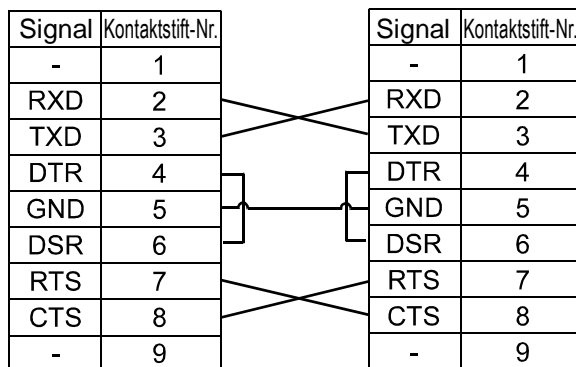 Signal Kontaktstift-Nr. Signal Kontaktstift-Nr.
- 1 - 1
RXD 2 RXD 2
TXD 3 TXD 3
DTR 4 DTR 4
GND 5 GND 5
DSR 6 DSR 6
RTS 7 RTS 7
CTS 8 CTS 8
- 9 - 9